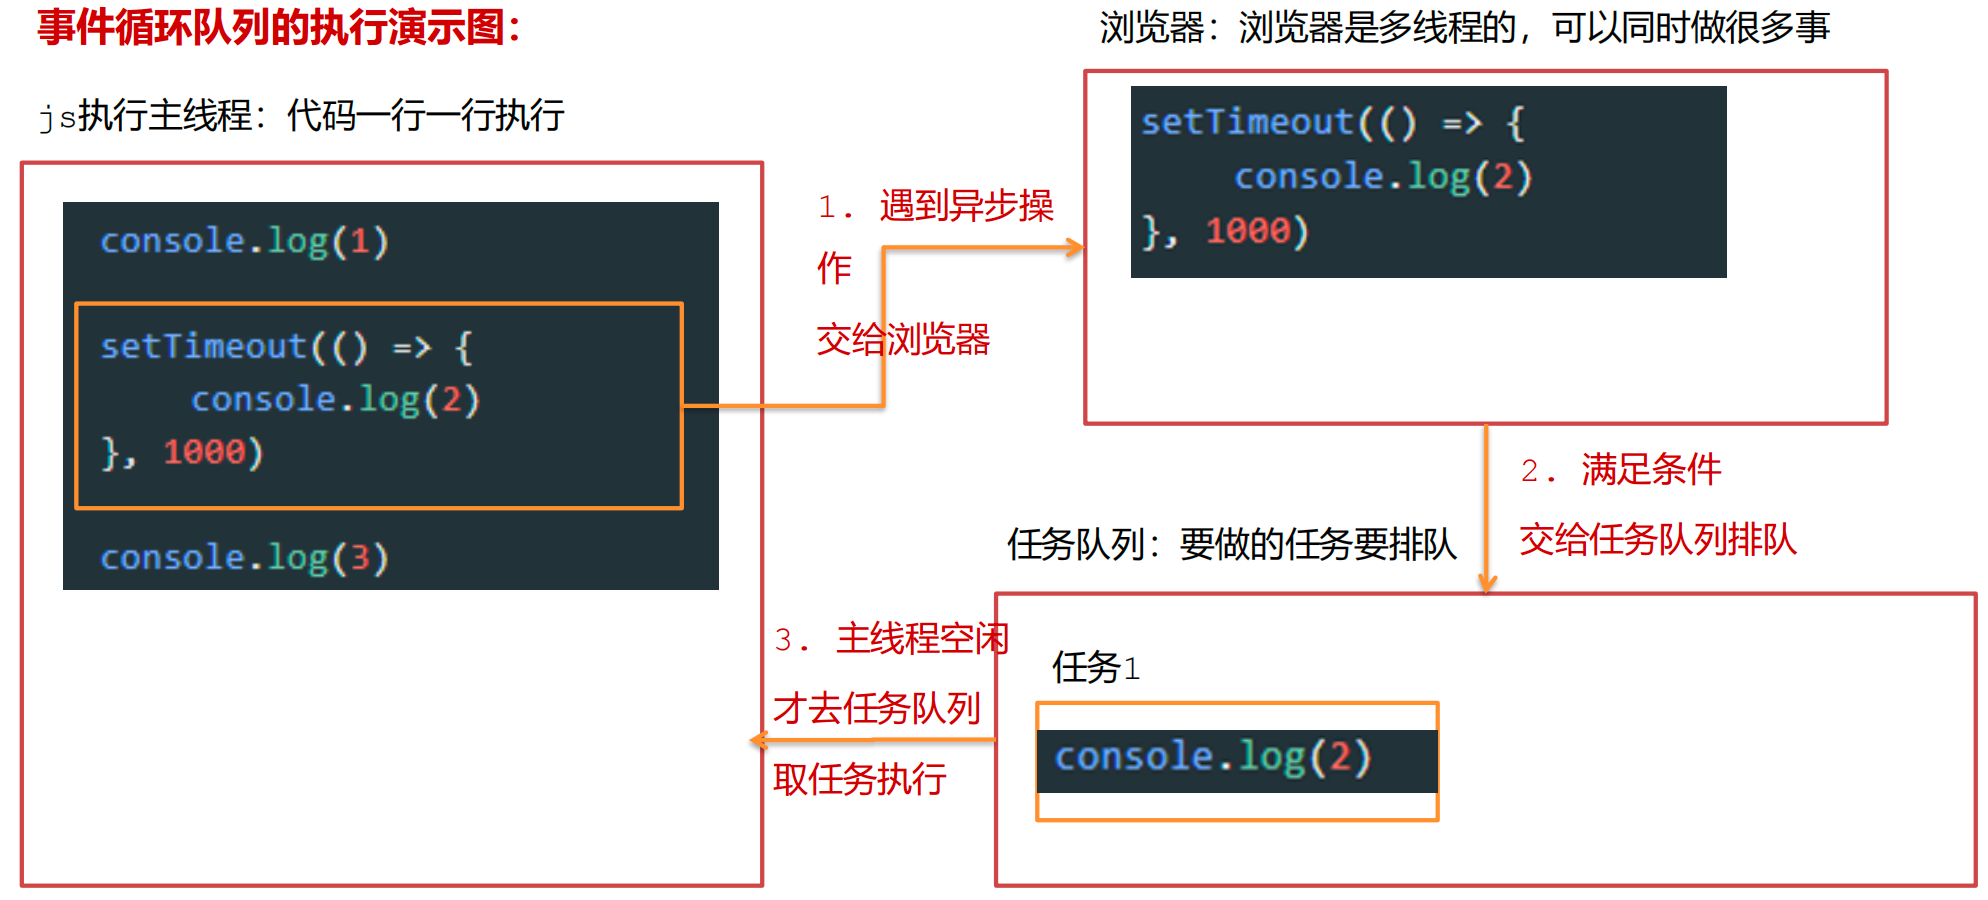 事件循环队列的执行演示图：
js执行主线程：代码一行一行执行
console.log(1)
setTimeout(() => {
console.log(2)
}, 1000)
console.log(3)
1. 遇到异步操
作
交给浏览器
浏览器：浏览器是多线程的，可以同时做很多事
setTimeout(() => {
console.log(2)
}, 1000)
2. 满足条件
交给任务队列排队
任务队列：要做的任务要排队
任务1
console.log(2)
3. 主线程空闲
才去任务队列
取任务执行